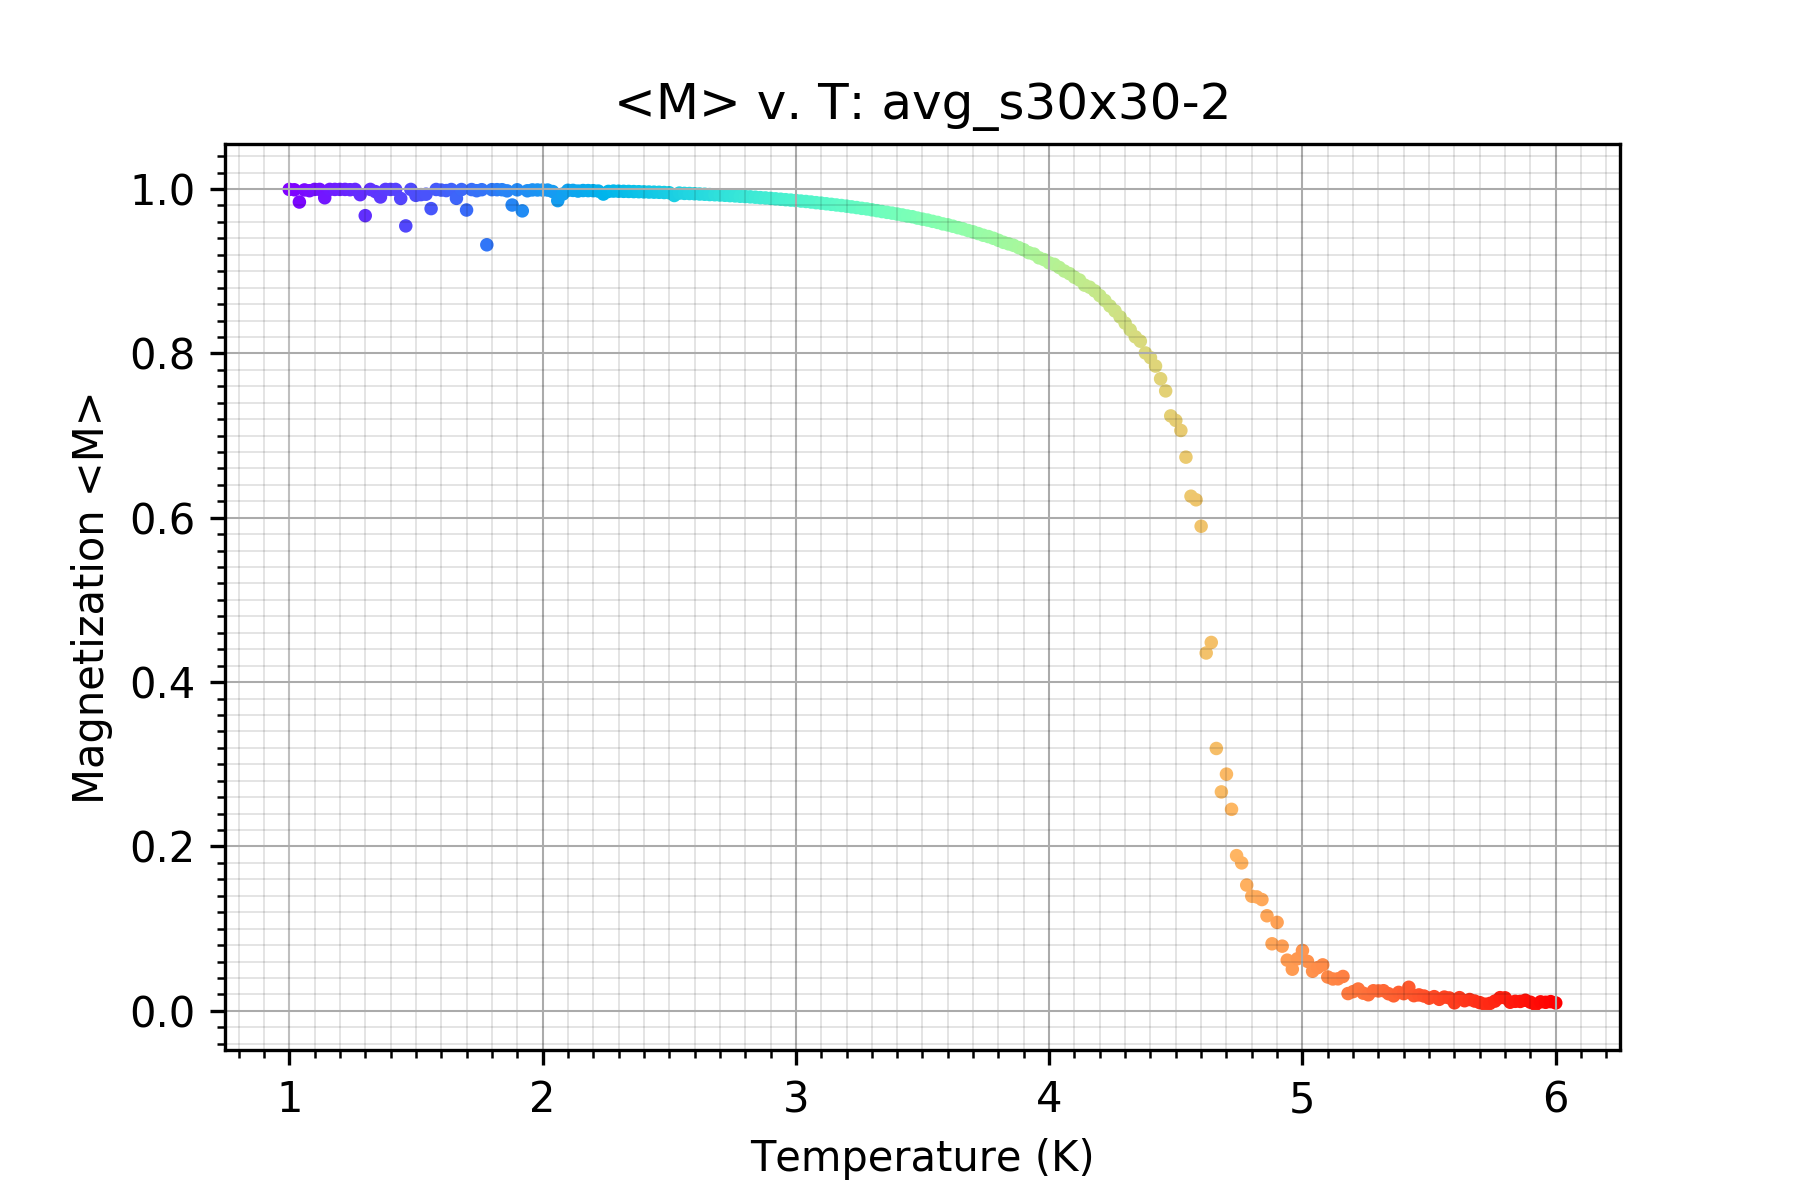 <M> v. T: avg_s30x30-2
1.0
0.8
0.6
0.4
0.2
0.0
Magnetization <M>
1 2 3 4 5 6
Temperature (K)